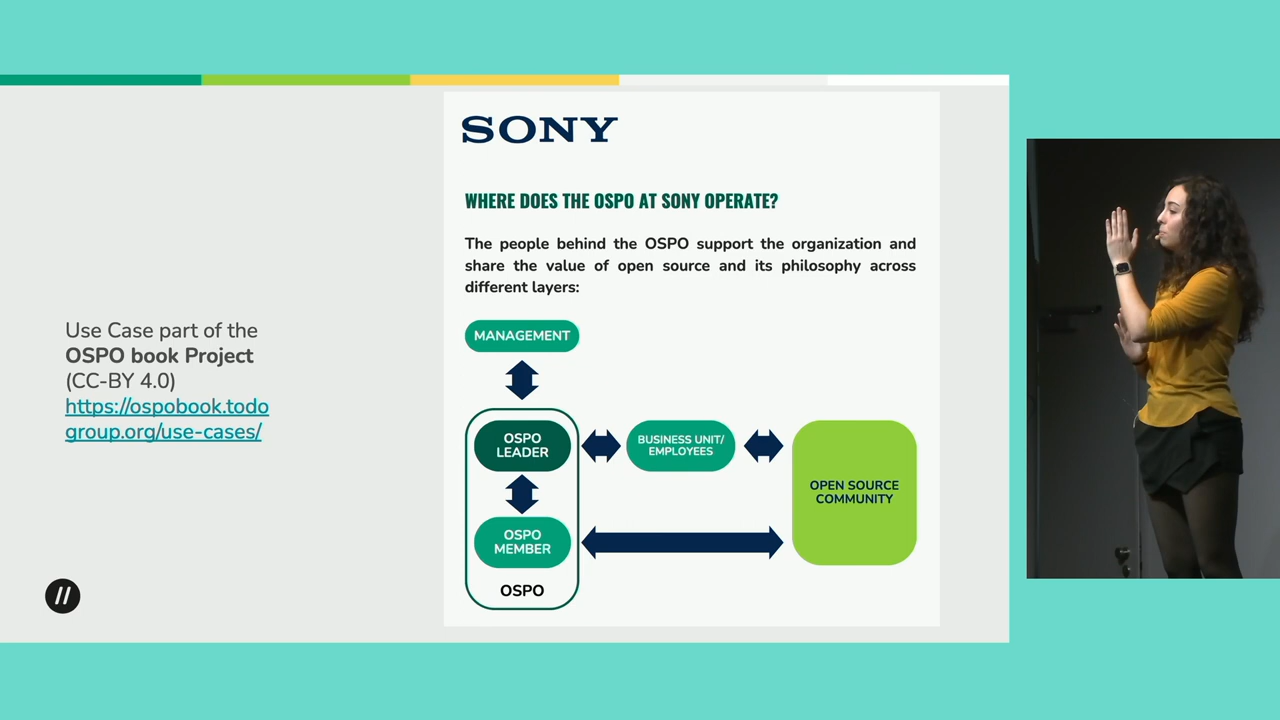 Use Case part of the
OSPO book Project
(CC-BY 4.0)
https://ospobook.todo
group.org/use-cases/
//
SONY
WHERE DOES THE OSPO AT SONY OPERATE?
The people behind the OSPO support the organization and
share the value of open source and its philosophy across
different layers:
MANAGEMENT
OSPO
LEADER
BUSINESS UNIT/
EMPLOYEES
OPEN SOURCE
COMMUNITY
OSPO
MEMBER
OSPO